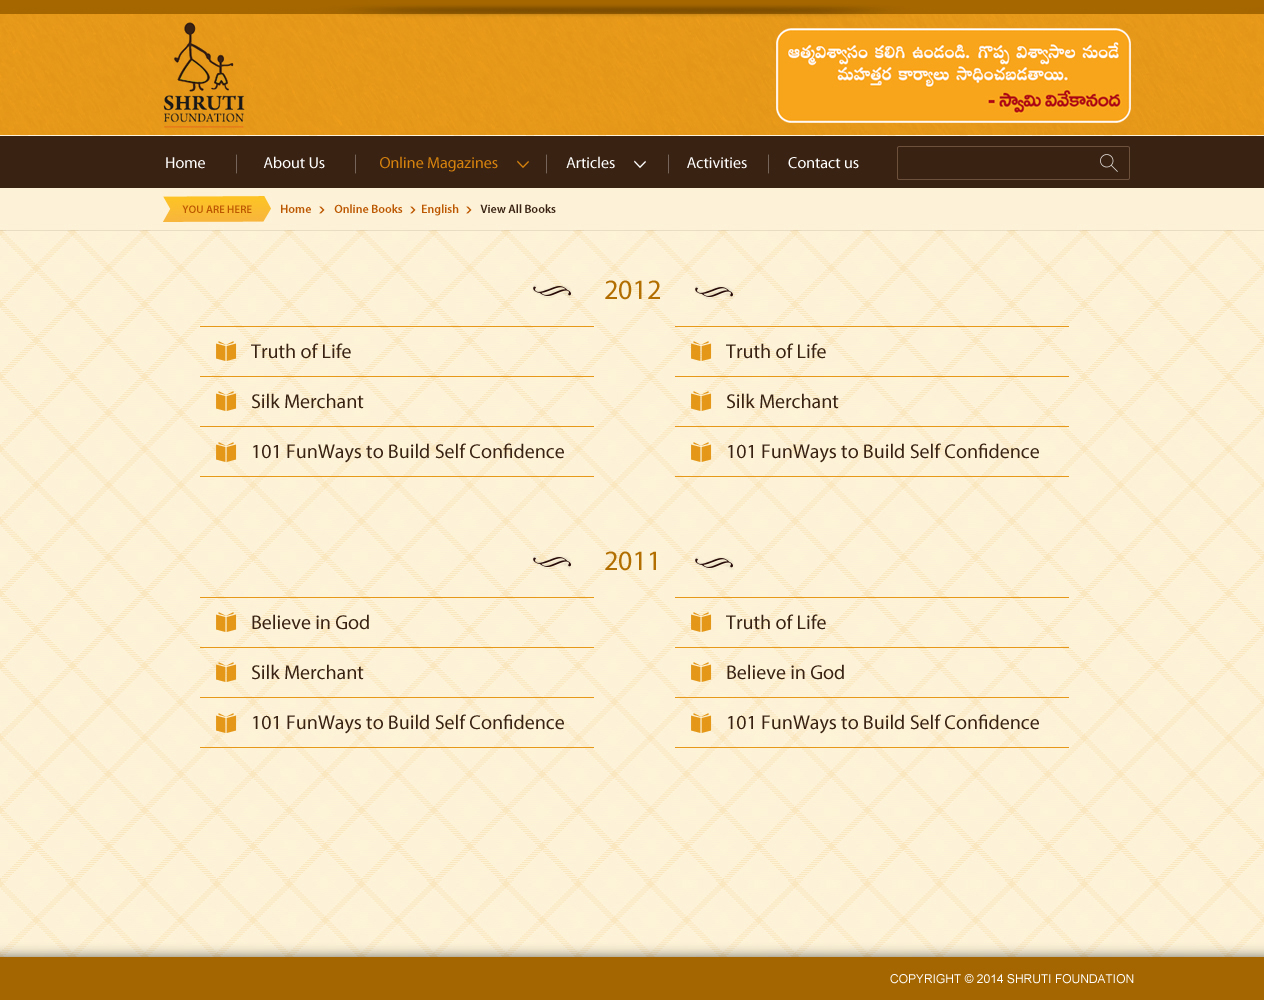 SHRUTI
FOUNDATION
ఆత్మవిశ్వాసం కలిగి ఉండండి. గొప్ప విశ్వాసాల నుండే
మహత్తర కార్యాలు సాధించబడతాయి.
- స్వామి వివేకానంద
Home About Us Online Magazines Articles Activities Contact us
YOU ARE HERE Home Online Books English View All Books
2012
Truth of Life Truth of Life
Silk Merchant Silk Merchant
101 FunWays to Build Self Confidence 101 FunWays to Build Self Confidence
2011
Believe in God Truth of Life
Silk Merchant Believe in God
101 FunWays to Build Self Confidence 101 FunWays to Build Self Confidence
COPYRIGHT © 2014 SHRUTI FOUNDATION